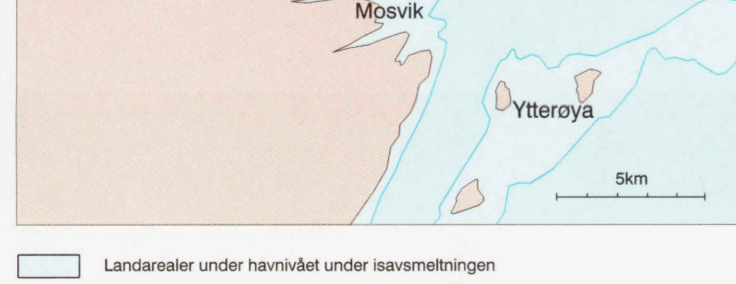 Mosvik
Ytterøya
5km
Landarealer under havnivået under isavsmeltningen